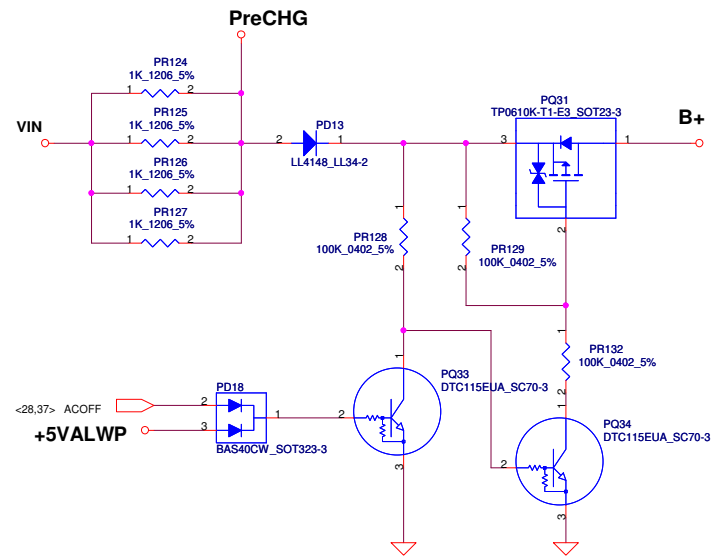 PreCHG
PR124
1K_1206_5%
1 2
PR125
1K_1206_5%
1 2
PR126
1K_1206_5%
1 2
PR127
1K_1206_5%
1 2
VIN
PD13
2 1
LL4148_LL34-2
PQ31
TP0610K-T1-E3_SOT23-3
3 1
2
B+
1
PR128
100K_0402_5%
2
1
PR129
100K_0402_5%
2
1
PR132
100K_0402_5%
2
1
PQ33
DTC115EUA_SC70-3
2
3
PD18
<28,37> ACOFF
2
1
+5VALWP
3
BAS40CW_SOT323-3
1
PQ34
DTC115EUA_SC70-3
2
3